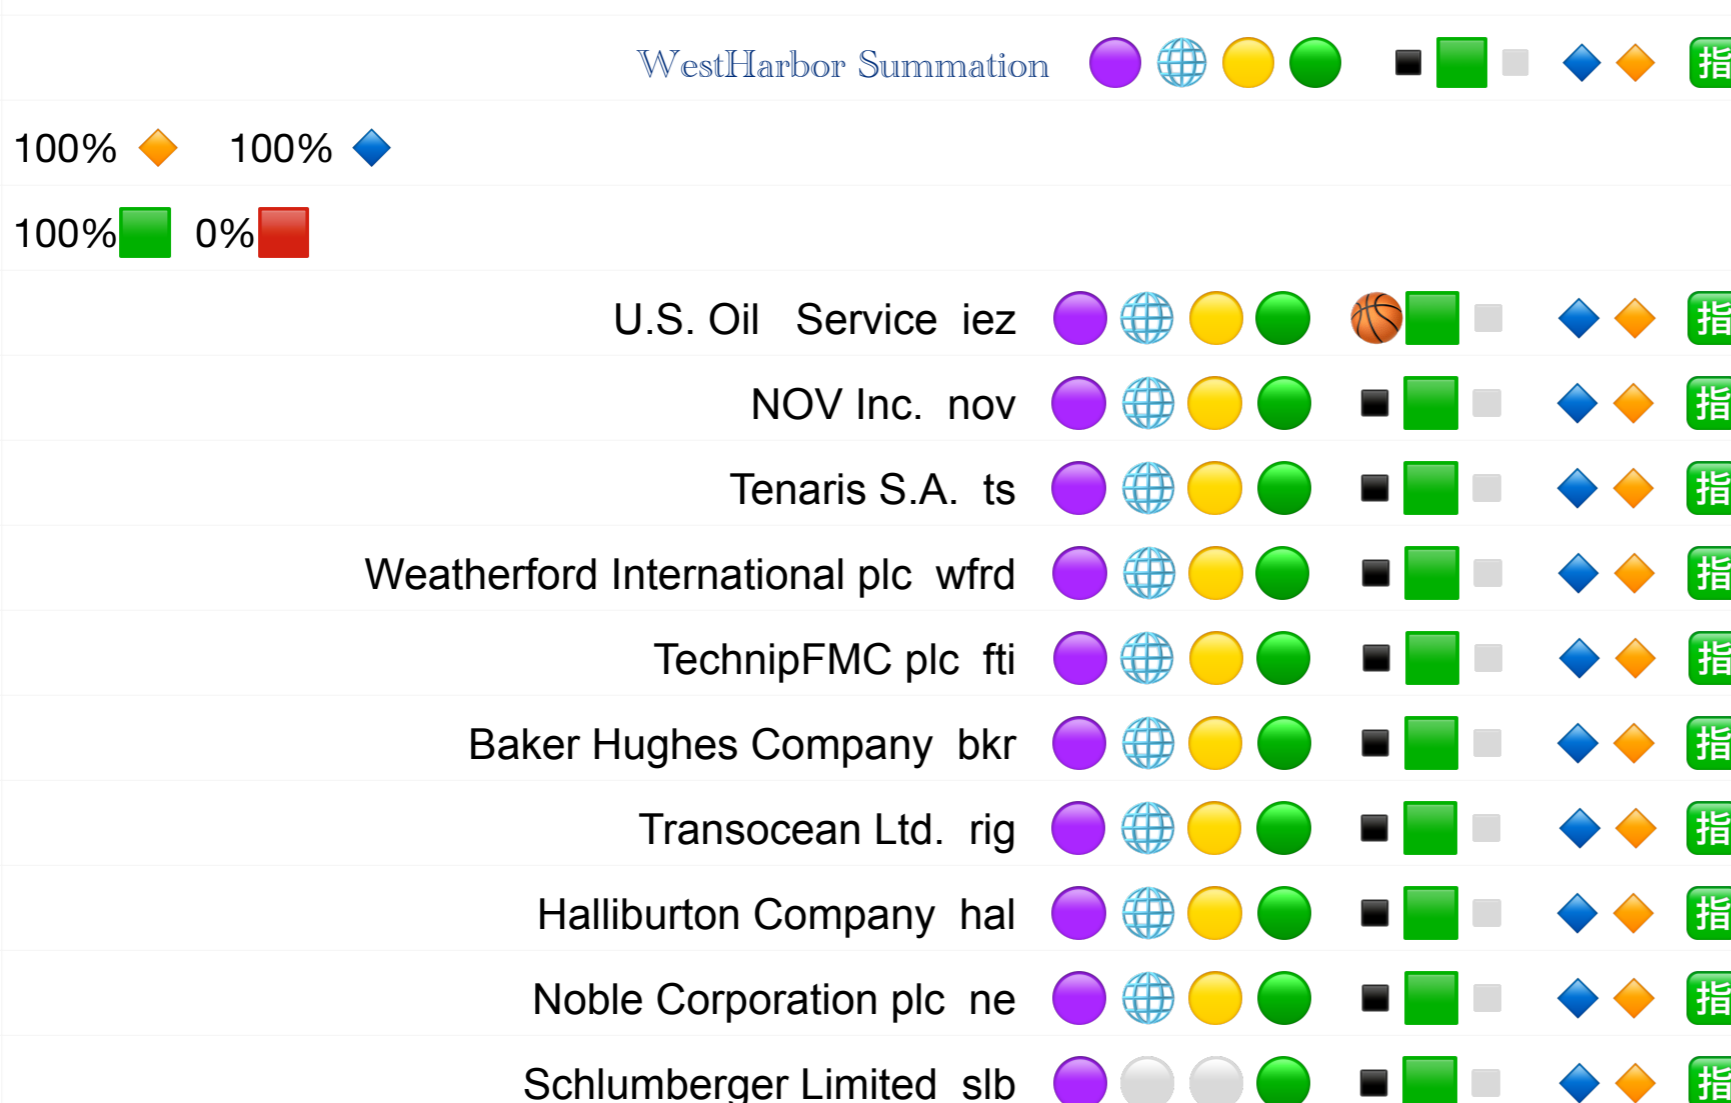 WestHarbor Summation 🟣 🌐 🟡 🟢 ▪️ 🟩 ◽ 🔹 🔸 指
100% 🔸 100% 🔹
100%🟩 0%🟥
U.S. Oil Service iez 🟣 🌐 🟡 🟢 🏀 🟩 ◽ 🔹 🔸 指
NOV Inc. nov 🟣 🌐 🟡 🟢 ▪️ 🟩 ◽ 🔹 🔸 指
Tenaris S.A. ts 🟣 🌐 🟡 🟢 ▪️ 🟩 ◽ 🔹 🔸 指
Weatherford International plc wfrd 🟣 🌐 🟡 🟢 ▪️ 🟩 ◽ 🔹 🔸 指
TechnipFMC plc fti 🟣 🌐 🟡 🟢 ▪️ 🟩 ◽ 🔹 🔸 指
Baker Hughes Company bkr 🟣 🌐 🟡 🟢 ▪️ 🟩 ◽ 🔹 🔸 指
Transocean Ltd. rig 🟣 🌐 🟡 🟢 ▪️ 🟩 ◽ 🔹 🔸 指
Halliburton Company hal 🟣 🌐 🟡 🟢 ▪️ 🟩 ◽ 🔹 🔸 指
Noble Corporation plc ne 🟣 🌐 🟡 🟢 ▪️ 🟩 ◽ 🔹 🔸 指
Schlumberger Limited slb 🟣 ⚪ ⚪ 🟢 ▪️ 🟩 ◽ 🔹 🔸 指